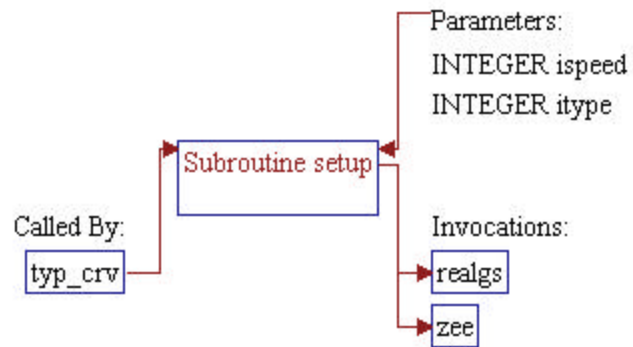 Parameters:
INTEGER ispeed
INTEGER itype
Subroutine setup
Called By:
typ_crv
Invocations:
realgs
zee